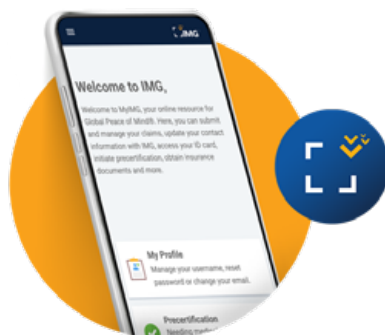 IMG
Welcome to IMG,
Welcome to MyIMG, your online resource for
Global Peace of Mind®. Here, you can submit
and manage your claims, update your contact
information with IMG, access your ID card,
initiate precertification, obtain insurance
documents and more.
My Profile
Manage your username, reset
password or change your email.
Precertification
Needing medical